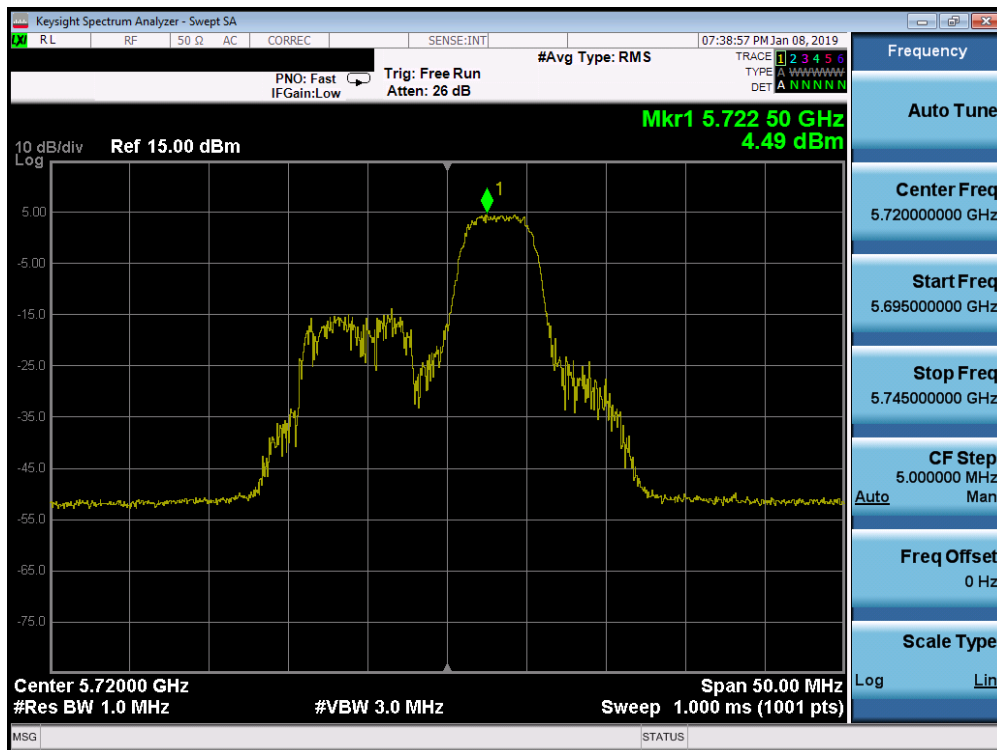 Keysight Spectrum Analyzer - Swept SA
LXI RL RF 50 Ω AC CORREC SENSE:INT 07:38:57 PM Jan 08, 2019
#Avg Type: RMS
TRACE 1 2 3 4 5 6
TYPE A WWWWW
DET A N N N N N
PNO: Fast
IFGain:Low
Trig: Free Run
Atten: 26 dB
Mkr1 5.722 50 GHz
4.49 dBm
10 dB/div Ref 15.00 dBm
Log
1
5.00
-5.00
-15.0
-25.0
-35.0
-45.0
-55.0
-65.0
-75.0
Center 5.72000 GHz Span 50.00 MHz
#Res BW 1.0 MHz #VBW 3.0 MHz Sweep 1.000 ms (1001 pts)
MSG STATUS
Frequency
Auto Tune
Center Freq
5.720000000 GHz
Start Freq
5.695000000 GHz
Stop Freq
5.745000000 GHz
CF Step
5.000000 MHz
Auto Man
Freq Offset
0 Hz
Scale Type
Log Lin